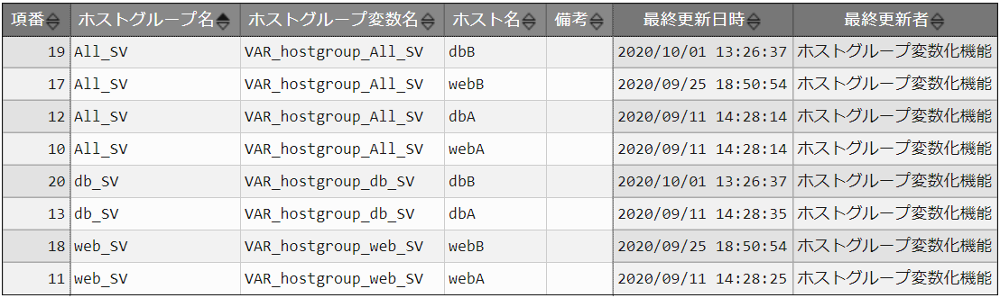 項番 ホストグループ名 ホストグループ変数名 ホスト名 備考 最終更新日時 最終更新者
19 All_SV VAR_hostgroup_All_SV dbB 2020/10/01 13:26:37 ホストグループ変数化機能
17 All_SV VAR_hostgroup_All_SV webB 2020/09/25 18:50:54 ホストグループ変数化機能
12 All_SV VAR_hostgroup_All_SV dbA 2020/09/11 14:28:14 ホストグループ変数化機能
10 All_SV VAR_hostgroup_All_SV webA 2020/09/11 14:28:14 ホストグループ変数化機能
20 db_SV VAR_hostgroup_db_SV dbB 2020/10/01 13:26:37 ホストグループ変数化機能
13 db_SV VAR_hostgroup_db_SV dbA 2020/09/11 14:28:35 ホストグループ変数化機能
18 web_SV VAR_hostgroup_web_SV webB 2020/09/25 18:50:54 ホストグループ変数化機能
11 web_SV VAR_hostgroup_web_SV webA 2020/09/11 14:28:25 ホストグループ変数化機能